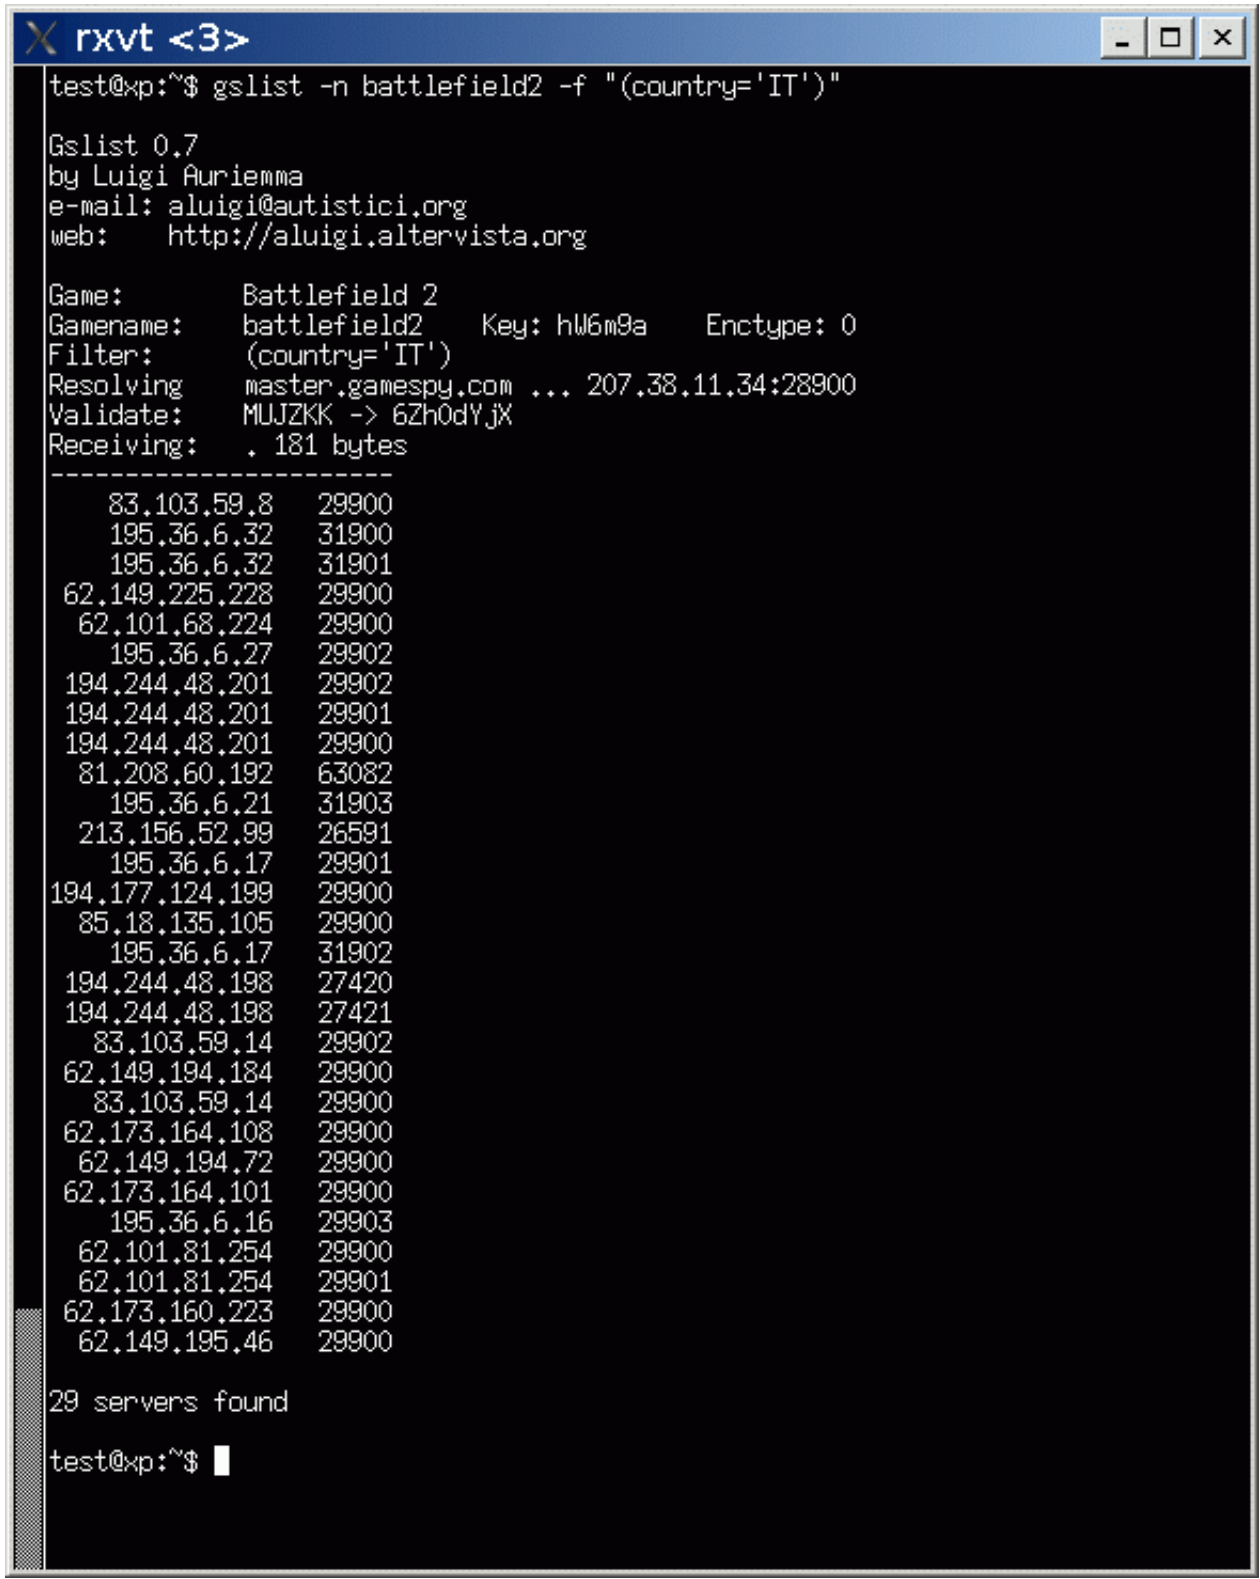 rxvt <3>
test@xp:~$ gslist -n battlefield2 -f "(country='IT')"
Gslist 0.7
by Luigi Auriemma
e-mail: aluigi@autistici.org
web:    http://aluigi.altervista.org
Game:        Battlefield 2
Gamename:    battlefield2    Key: hW6m9a    Enctype: 0
Filter:      (country='IT')
Resolving    master.gamespy.com ... 207.38.11.34:28900
Validate:    MUJZKK -> 6ZhOdYjX
Receiving:   . 181 bytes
-----------------------
    83.103.59.8   29900
    195.36.6.32   31900
    195.36.6.32   31901
 62.149.225.228   29900
  62.101.68.224   29900
    195.36.6.27   29902
 194.244.48.201   29902
 194.244.48.201   29901
 194.244.48.201   29900
  81.208.60.192   63082
    195.36.6.21   31903
  213.156.52.99   26591
    195.36.6.17   29901
194.177.124.199   29900
  85.18.135.105   29900
    195.36.6.17   31902
 194.244.48.198   27420
 194.244.48.198   27421
   83.103.59.14   29902
 62.149.194.184   29900
   83.103.59.14   29900
 62.173.164.108   29900
  62.149.194.72   29900
 62.173.164.101   29900
    195.36.6.16   29903
  62.101.81.254   29900
  62.101.81.254   29901
 62.173.160.223   29900
  62.149.195.46   29900
29 servers found
test@xp:~$